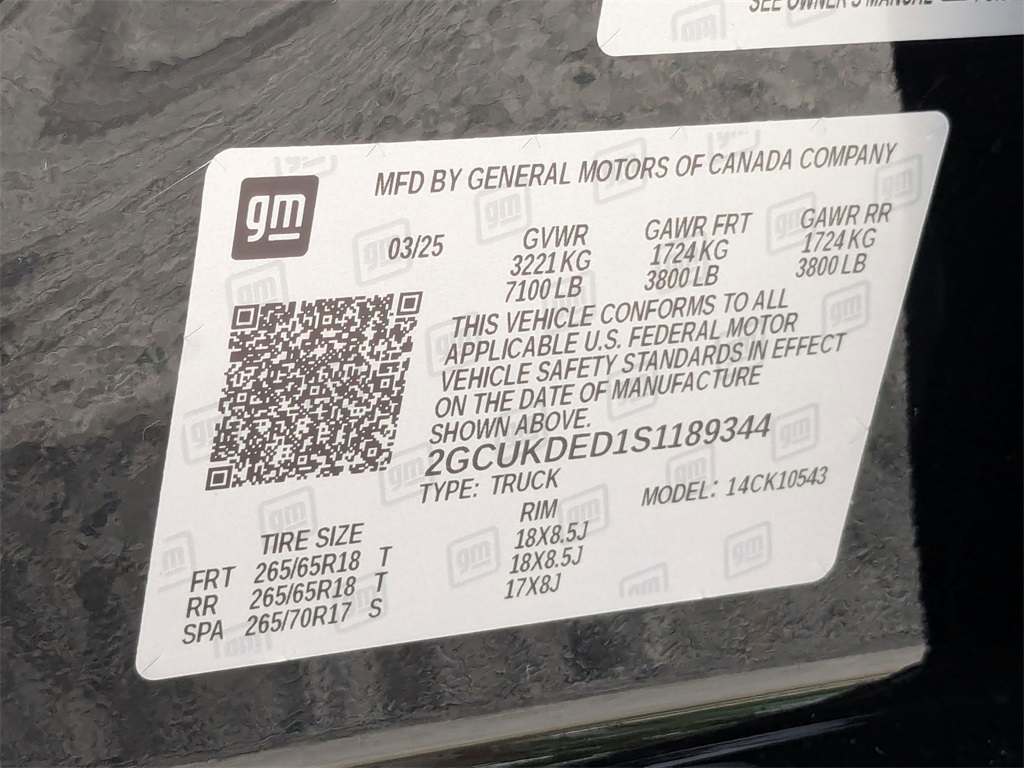 SEE OWNER'S MANUAL
gm
MFD BY GENERAL MOTORS OF CANADA COMPANY
03/25
GVWR GAWR FRT GAWR RR
3221 KG 1724 KG 1724 KG
7100 LB 3800 LB 3800 LB
THIS VEHICLE CONFORMS TO ALL
APPLICABLE U.S. FEDERAL MOTOR
VEHICLE SAFETY STANDARDS IN EFFECT
ON THE DATE OF MANUFACTURE
SHOWN ABOVE.
2GCUKDED1S1189344
TYPE: TRUCK MODEL: 14CK10543
TIRE SIZE RIM
FRT 265/65R18 T 18X8.5J
RR 265/65R18 T 18X8.5J
SPA 265/70R17 S 17X8J